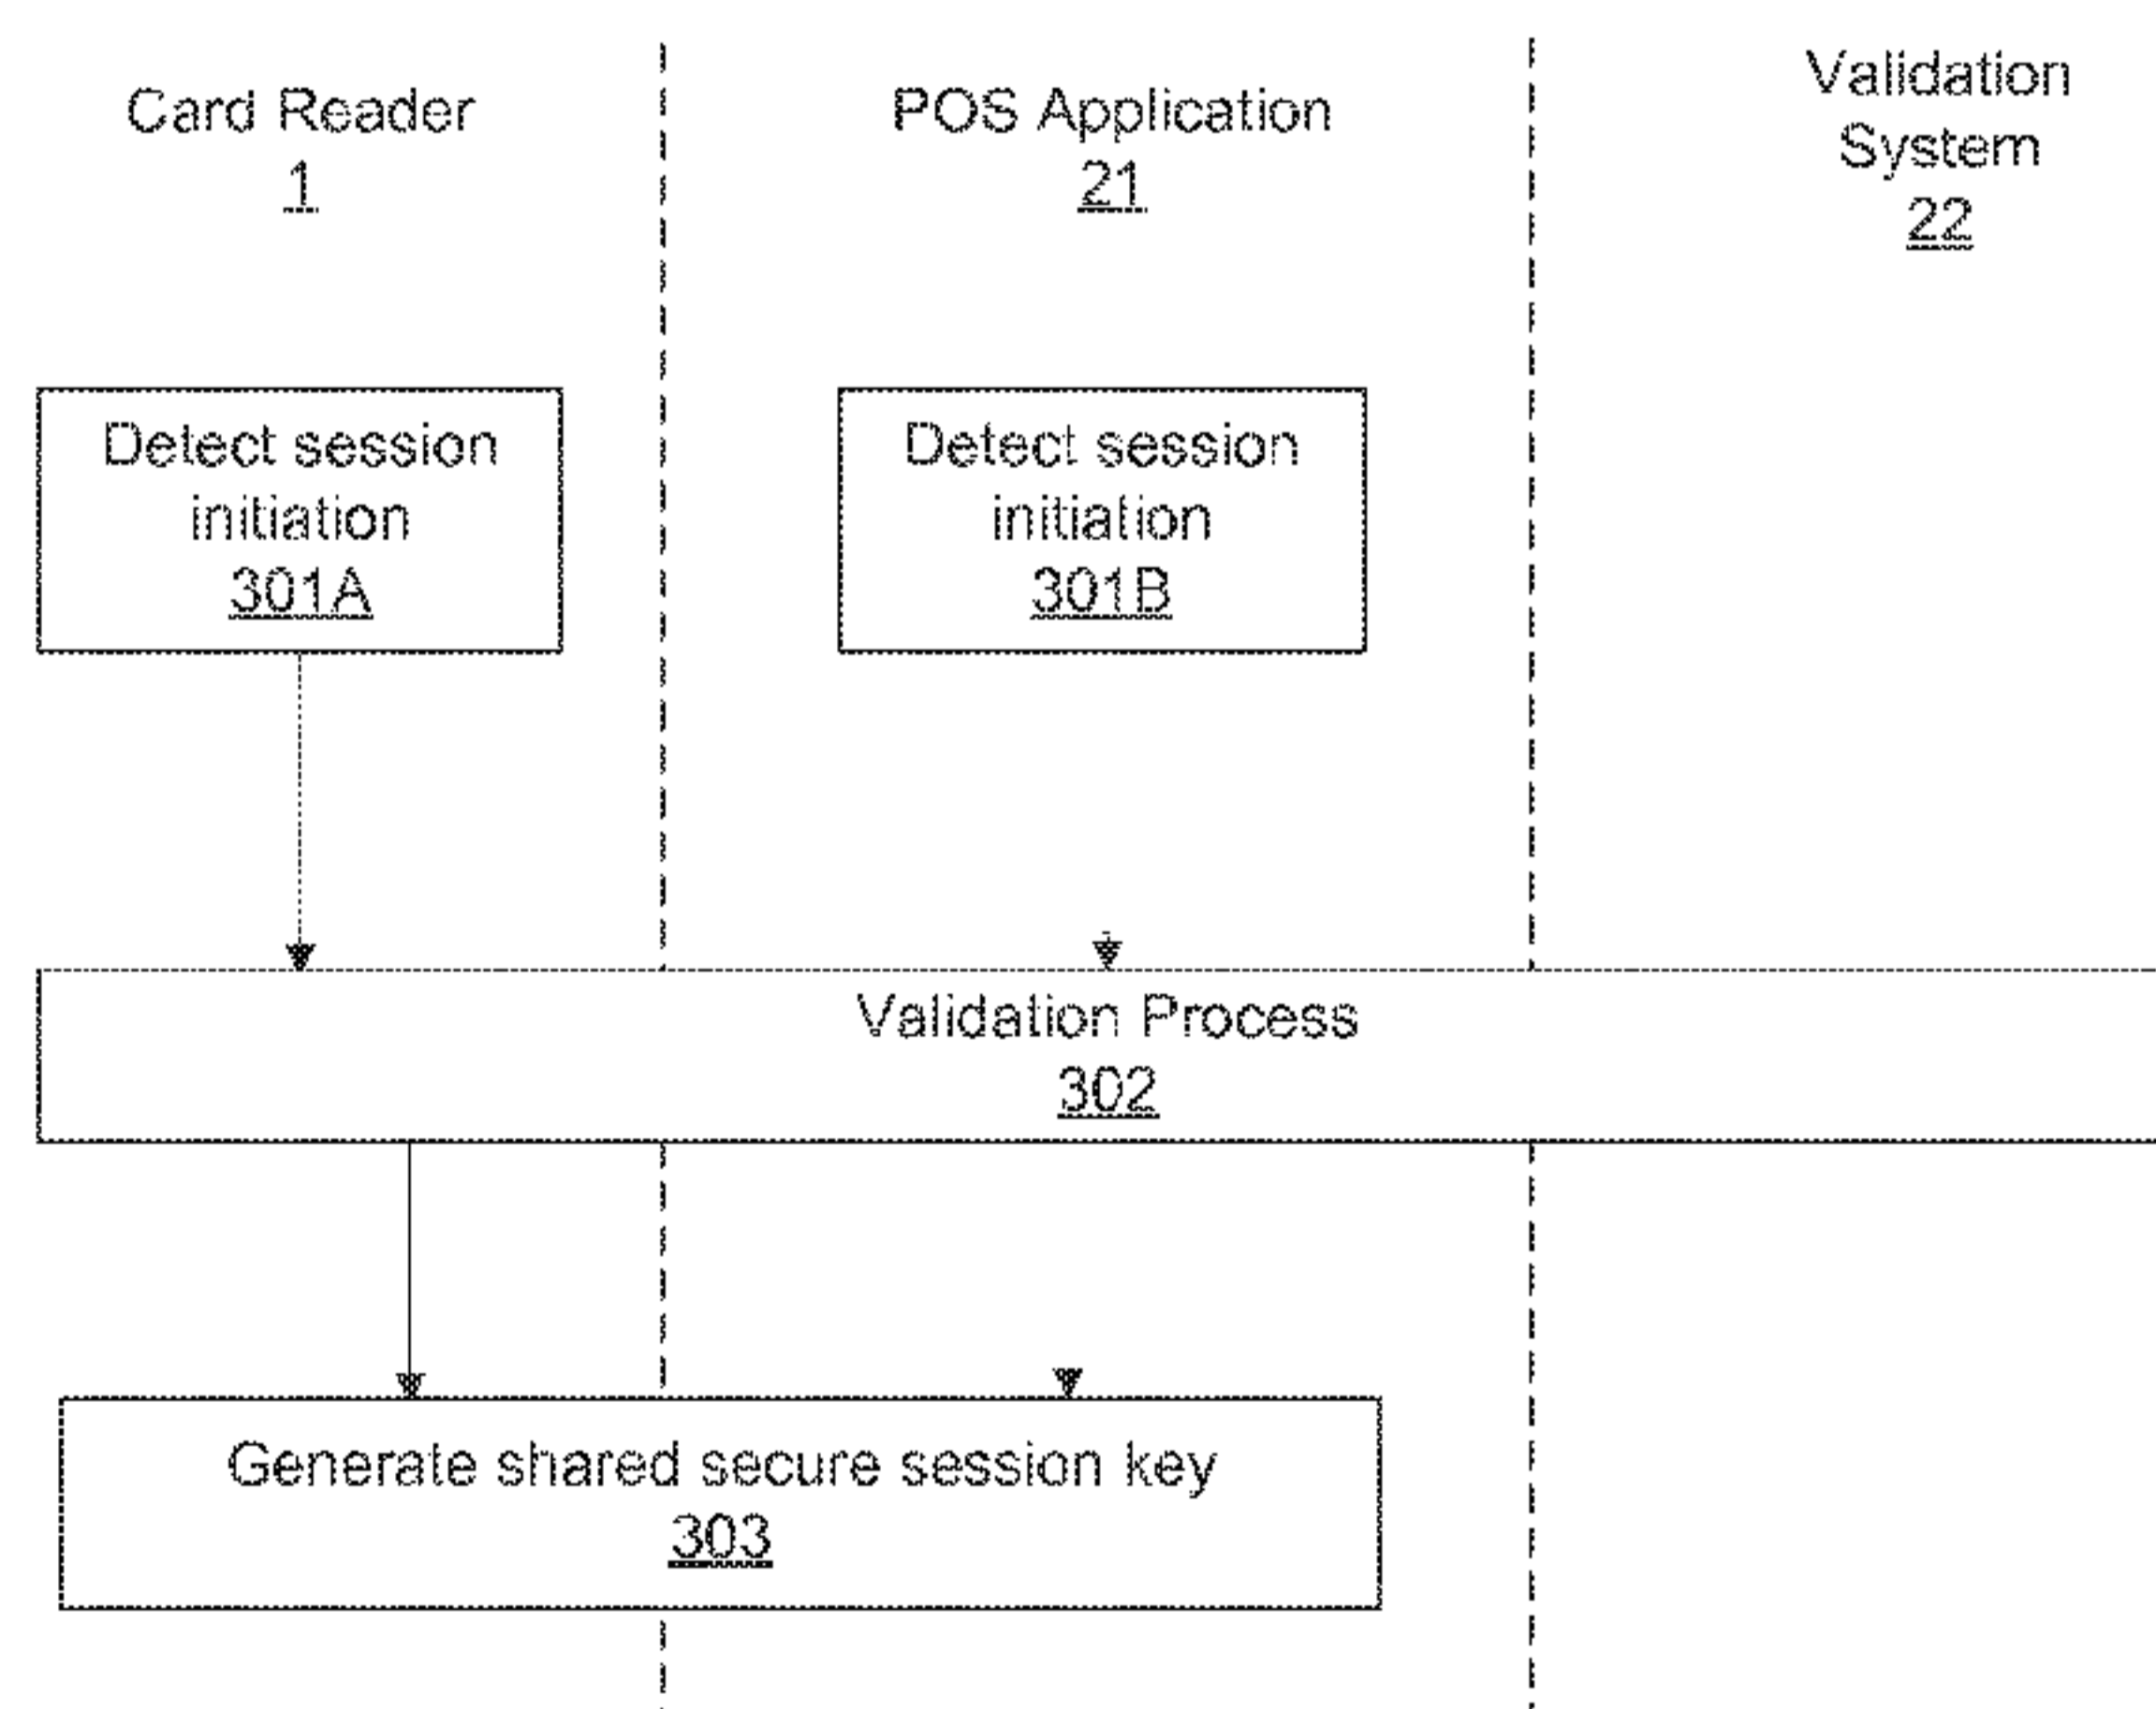 Card Reader
1
POS Application
21
Validation
System
22
Detect session
initiation
301A
Detect session
initiation
301B
Validation Process
302
Generate shared secure session key
303